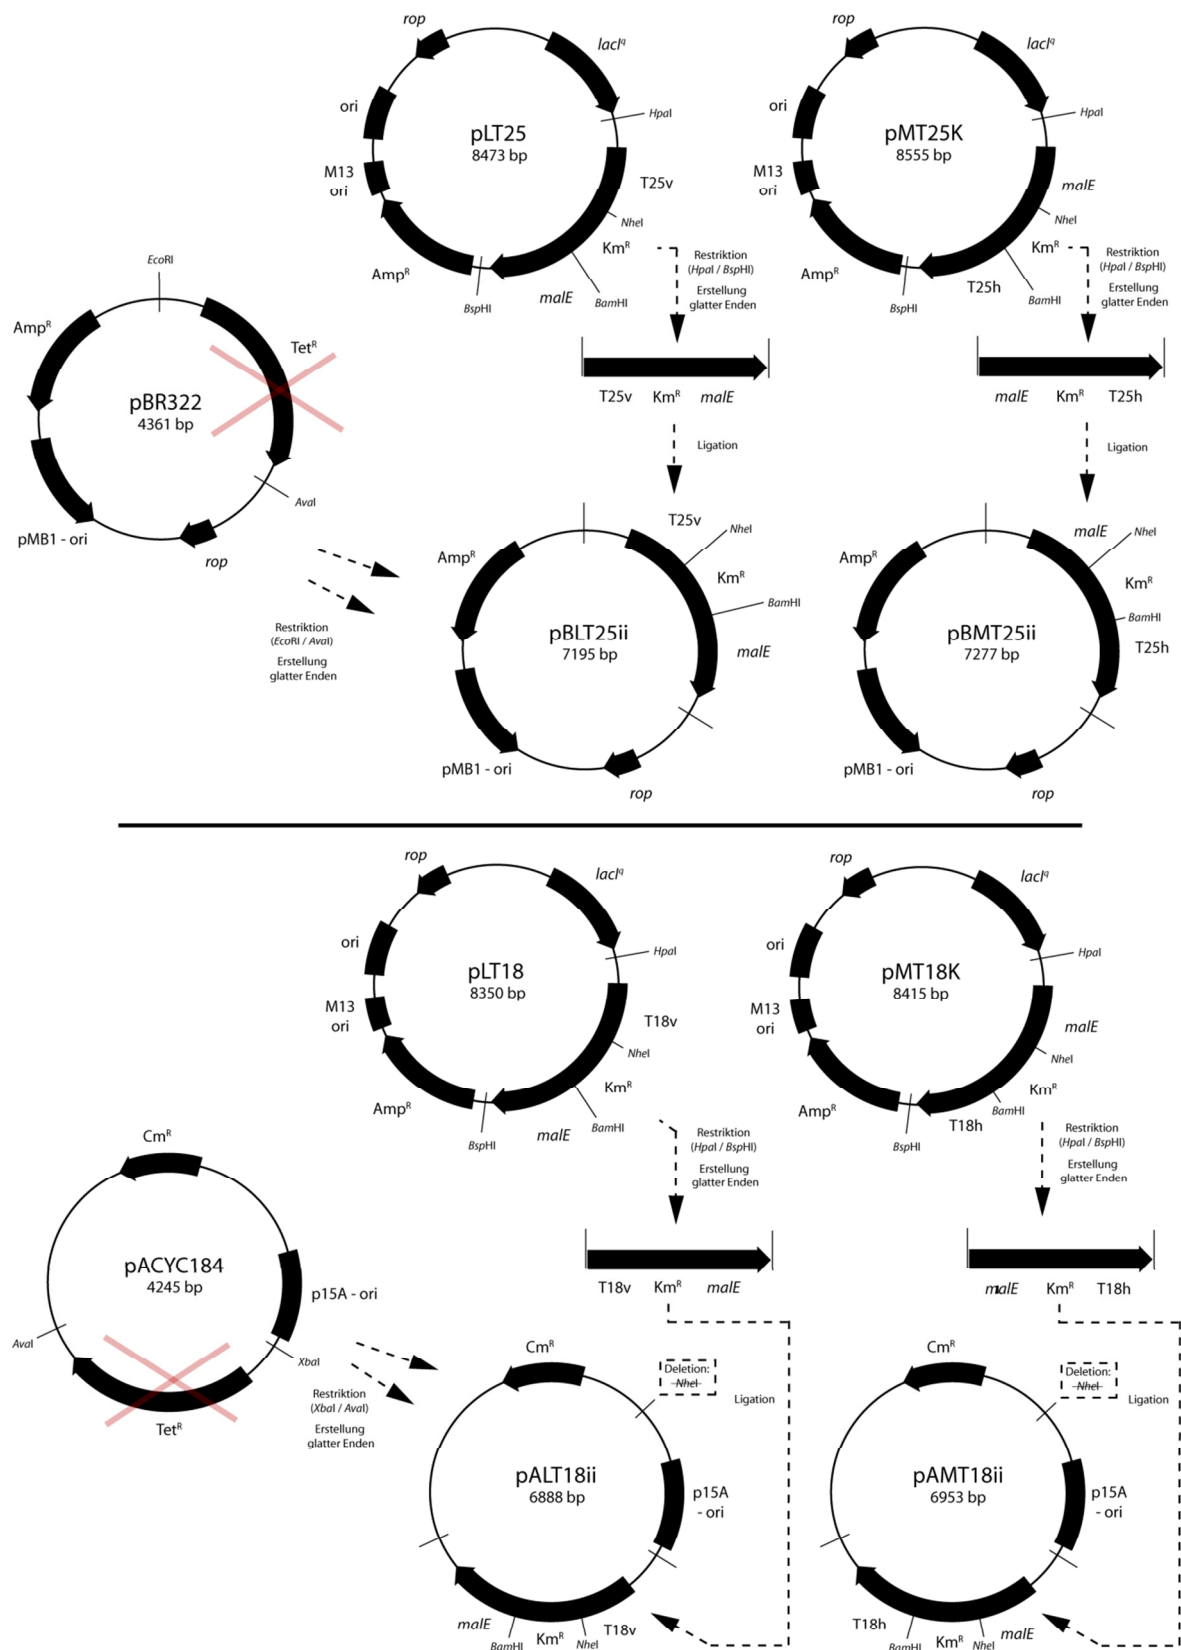 rop
lacIq
HpaI
ori
pLT25
8473 bp
M13
ori
T25v
NheI
KmR
AmpR
BspHI
malE
BamHI
Restriktion
(HpaI / BspHI)
Erstellung
glatter Enden
rop
lacIq
HpaI
ori
pMT25K
8555 bp
M13
ori
malE
NheI
KmR
AmpR
BspHI
T25h
BamHI
Restriktion
(HpaI / BspHI)
Erstellung
glatter Enden
EcoRI
AmpR
TetR
pBR322
4361 bp
AvaI
pMB1 - ori
rop
T25v KmR malE
Ligation
malE KmR T25h
Ligation
Restriktion
(EcoRI / AvaI)
Erstellung
glatter Enden
T25v
NheI
AmpR
KmR
BamHI
pBLT25ii
7195 bp
malE
pMB1 - ori
rop
malE
NheI
AmpR
KmR
BamHI
pBMT25ii
7277 bp
T25h
pMB1 - ori
rop
rop
lacIq
HpaI
ori
pLT18
8350 bp
M13
ori
T18v
NheI
KmR
AmpR
BspHI
malE
BamHI
Restriktion
(HpaI / BspHI)
Erstellung
glatter Enden
rop
lacIq
HpaI
ori
pMT18K
8415 bp
M13
ori
malE
NheI
KmR
BamHI
AmpR
BspHI
T18h
Restriktion
(HpaI / BspHI)
Erstellung
glatter Enden
CmR
pACYC184
4245 bp
p15A - ori
AvaI
XbaI
TetR
T18v KmR malE
malE KmR T18h
Restriktion
(XbaI / AvaI)
Erstellung
glatter Enden
CmR
Deletion:
NheI
Ligation
pALT18ii
6888 bp
p15A
- ori
malE
BamHI
KmR
NheI
T18v
CmR
Deletion:
NheI
Ligation
pAMT18ii
6953 bp
p15A
- ori
T18h
BamHI
KmR
NheI
malE